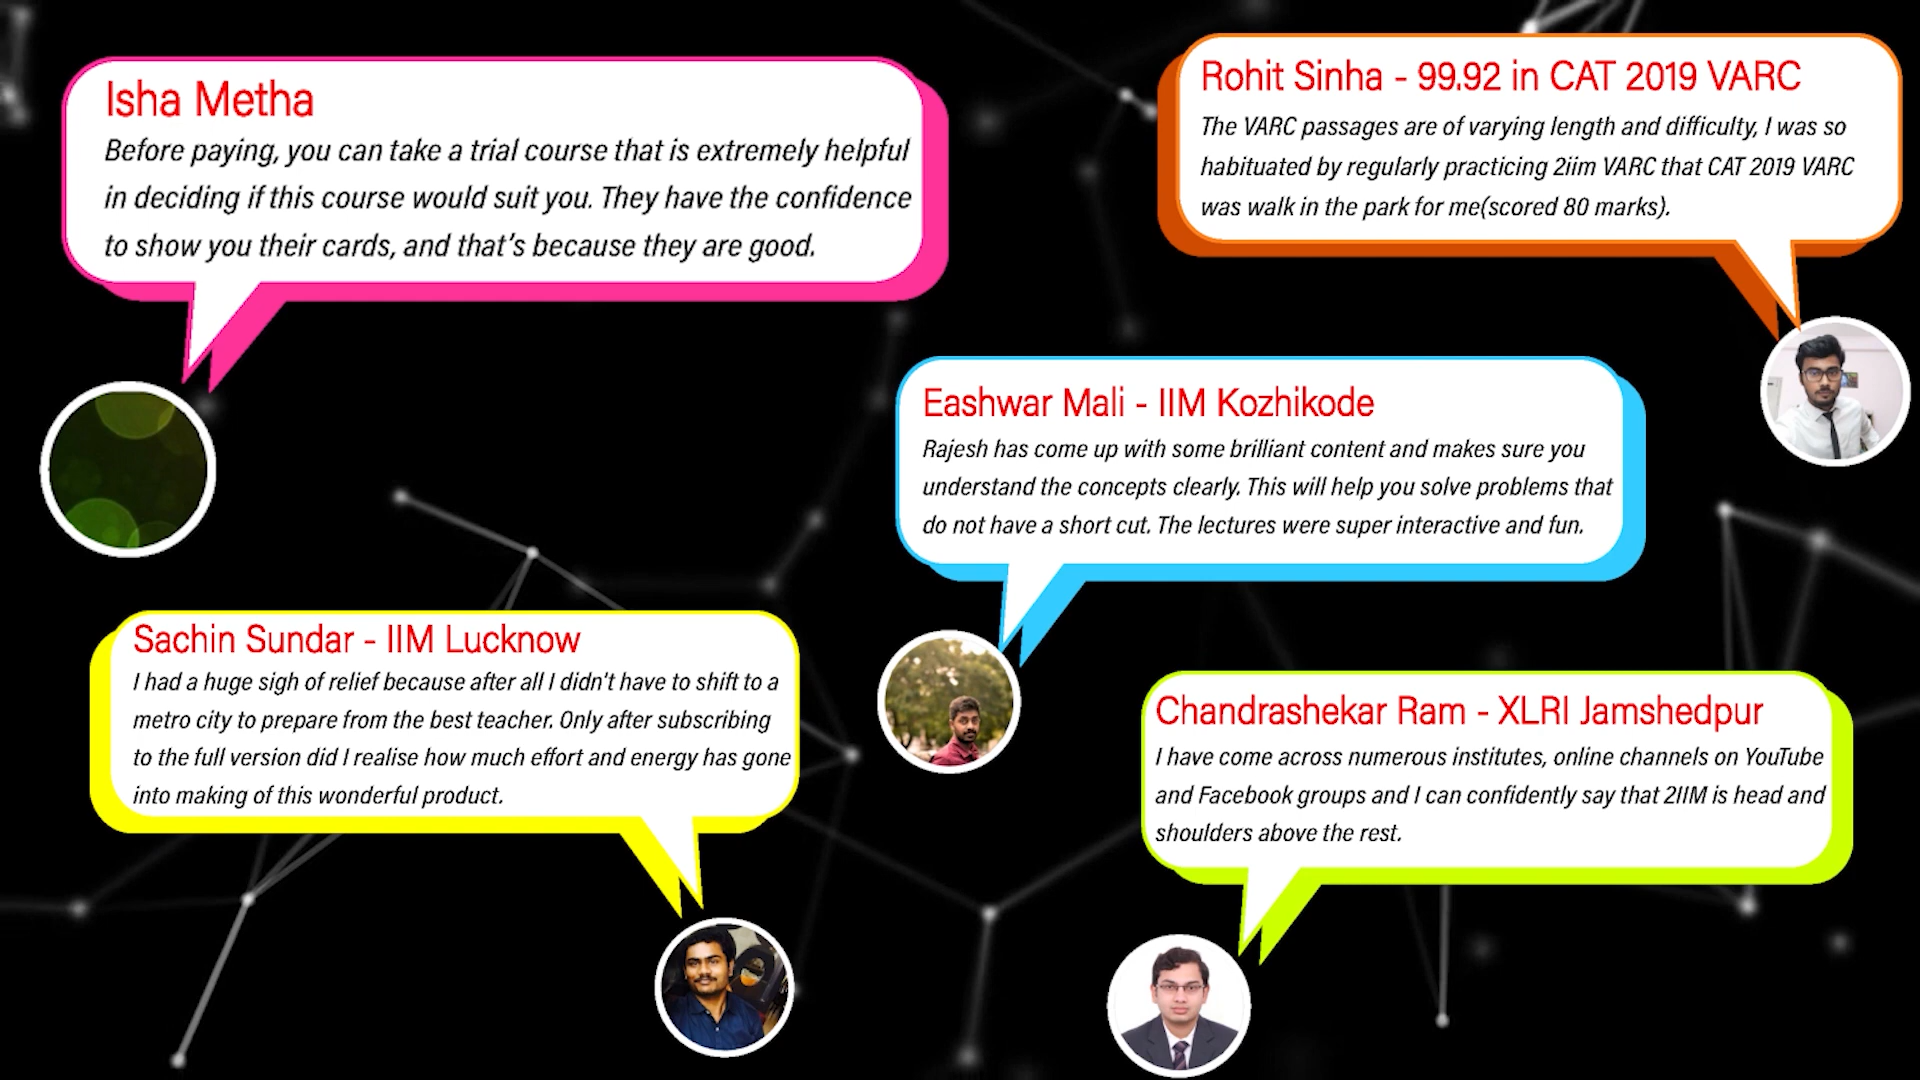 Isha Metha
Before paying, you can take a trial course that is extremely helpful
in deciding if this course would suit you. They have the confidence
to show you their cards, and that's because they are good.
Rohit Sinha - 99.92 in CAT 2019 VARC
The VARC passages are of varying length and difficulty, I was so
habituated by regularly practicing 2iim VARC that CAT 2019 VARC
was walk in the park for me(scored 80 marks).
Eashwar Mali - IIM Kozhikode
Rajesh has come up with some brilliant content and makes sure you
understand the concepts clearly. This will help you solve problems that
do not have a short cut. The lectures were super interactive and fun.
Sachin Sundar - IIM Lucknow
I had a huge sigh of relief because after all I didn't have to shift to a
metro city to prepare from the best teacher. Only after subscribing
to the full version did I realise how much effort and energy has gone
into making of this wonderful product.
Chandrashekar Ram - XLRI Jamshedpur
I have come across numerous institutes, online channels on YouTube
and Facebook groups and I can confidently say that 2IIM is head and
shoulders above the rest.